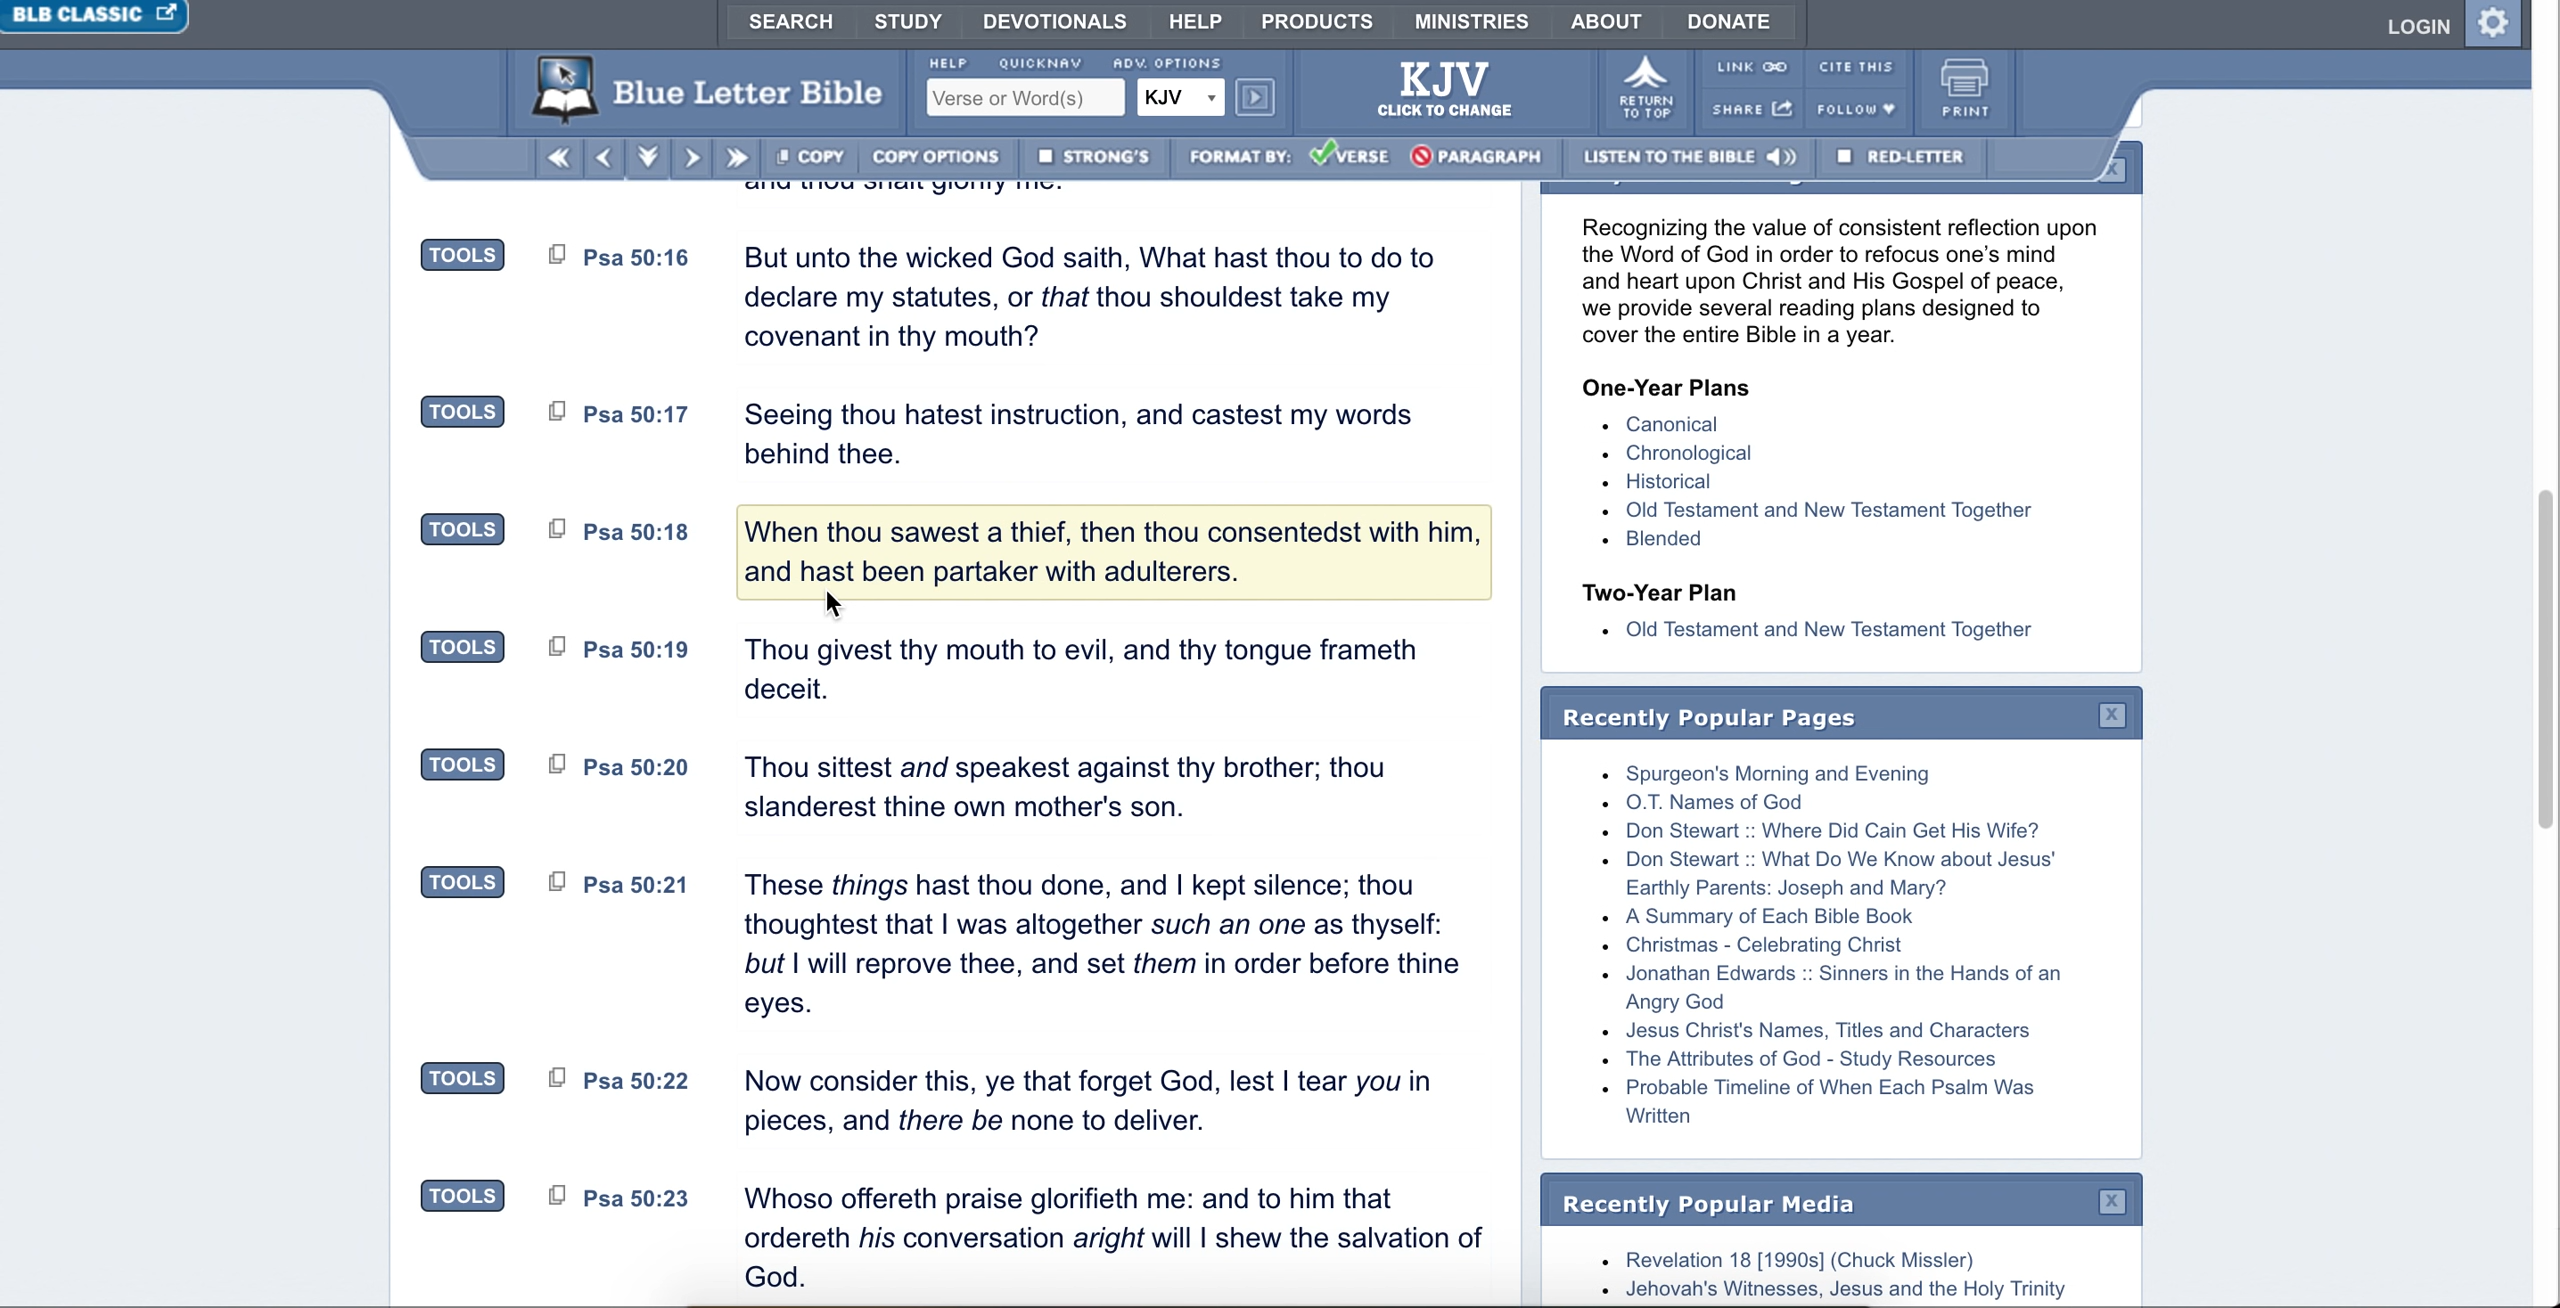 BLB CLASSIC
SEARCH STUDY DEVOTIONALS HELP PRODUCTS MINISTRIES ABOUT DONATE
LOGIN
Blue Letter Bible
HELP QUICKNAV ADV. OPTIONS
Verse or Word(s) KJV
KJV
CLICK TO CHANGE
RETURN
TO TOP
LINK CITE THIS
SHARE FOLLOW
PRINT
COPY COPY OPTIONS STRONG'S FORMAT BY: VERSE PARAGRAPH LISTEN TO THE BIBLE RED-LETTER
and thou shalt glorify me.
TOOLS Psa 50:16 But unto the wicked God saith, What hast thou to do to
declare my statutes, or that thou shouldest take my
covenant in thy mouth?
TOOLS Psa 50:17 Seeing thou hatest instruction, and castest my words
behind thee.
TOOLS Psa 50:18 When thou sawest a thief, then thou consentedst with him,
and hast been partaker with adulterers.
TOOLS Psa 50:19 Thou givest thy mouth to evil, and thy tongue frameth
deceit.
TOOLS Psa 50:20 Thou sittest and speakest against thy brother; thou
slanderest thine own mother's son.
TOOLS Psa 50:21 These things hast thou done, and I kept silence; thou
thoughtest that I was altogether such an one as thyself:
but I will reprove thee, and set them in order before thine
eyes.
TOOLS Psa 50:22 Now consider this, ye that forget God, lest I tear you in
pieces, and there be none to deliver.
TOOLS Psa 50:23 Whoso offereth praise glorifieth me: and to him that
ordereth his conversation aright will I shew the salvation of
God.
X
Recognizing the value of consistent reflection upon
the Word of God in order to refocus one’s mind
and heart upon Christ and His Gospel of peace,
we provide several reading plans designed to
cover the entire Bible in a year.
One-Year Plans
• Canonical
• Chronological
• Historical
• Old Testament and New Testament Together
• Blended
Two-Year Plan
• Old Testament and New Testament Together
Recently Popular Pages X
• Spurgeon's Morning and Evening
• O.T. Names of God
• Don Stewart :: Where Did Cain Get His Wife?
• Don Stewart :: What Do We Know about Jesus'
Earthly Parents: Joseph and Mary?
• A Summary of Each Bible Book
• Christmas - Celebrating Christ
• Jonathan Edwards :: Sinners in the Hands of an
Angry God
• Jesus Christ's Names, Titles and Characters
• The Attributes of God - Study Resources
• Probable Timeline of When Each Psalm Was
Written
Recently Popular Media X
• Revelation 18 [1990s] (Chuck Missler)
• Jehovah's Witnesses, Jesus and the Holy Trinity